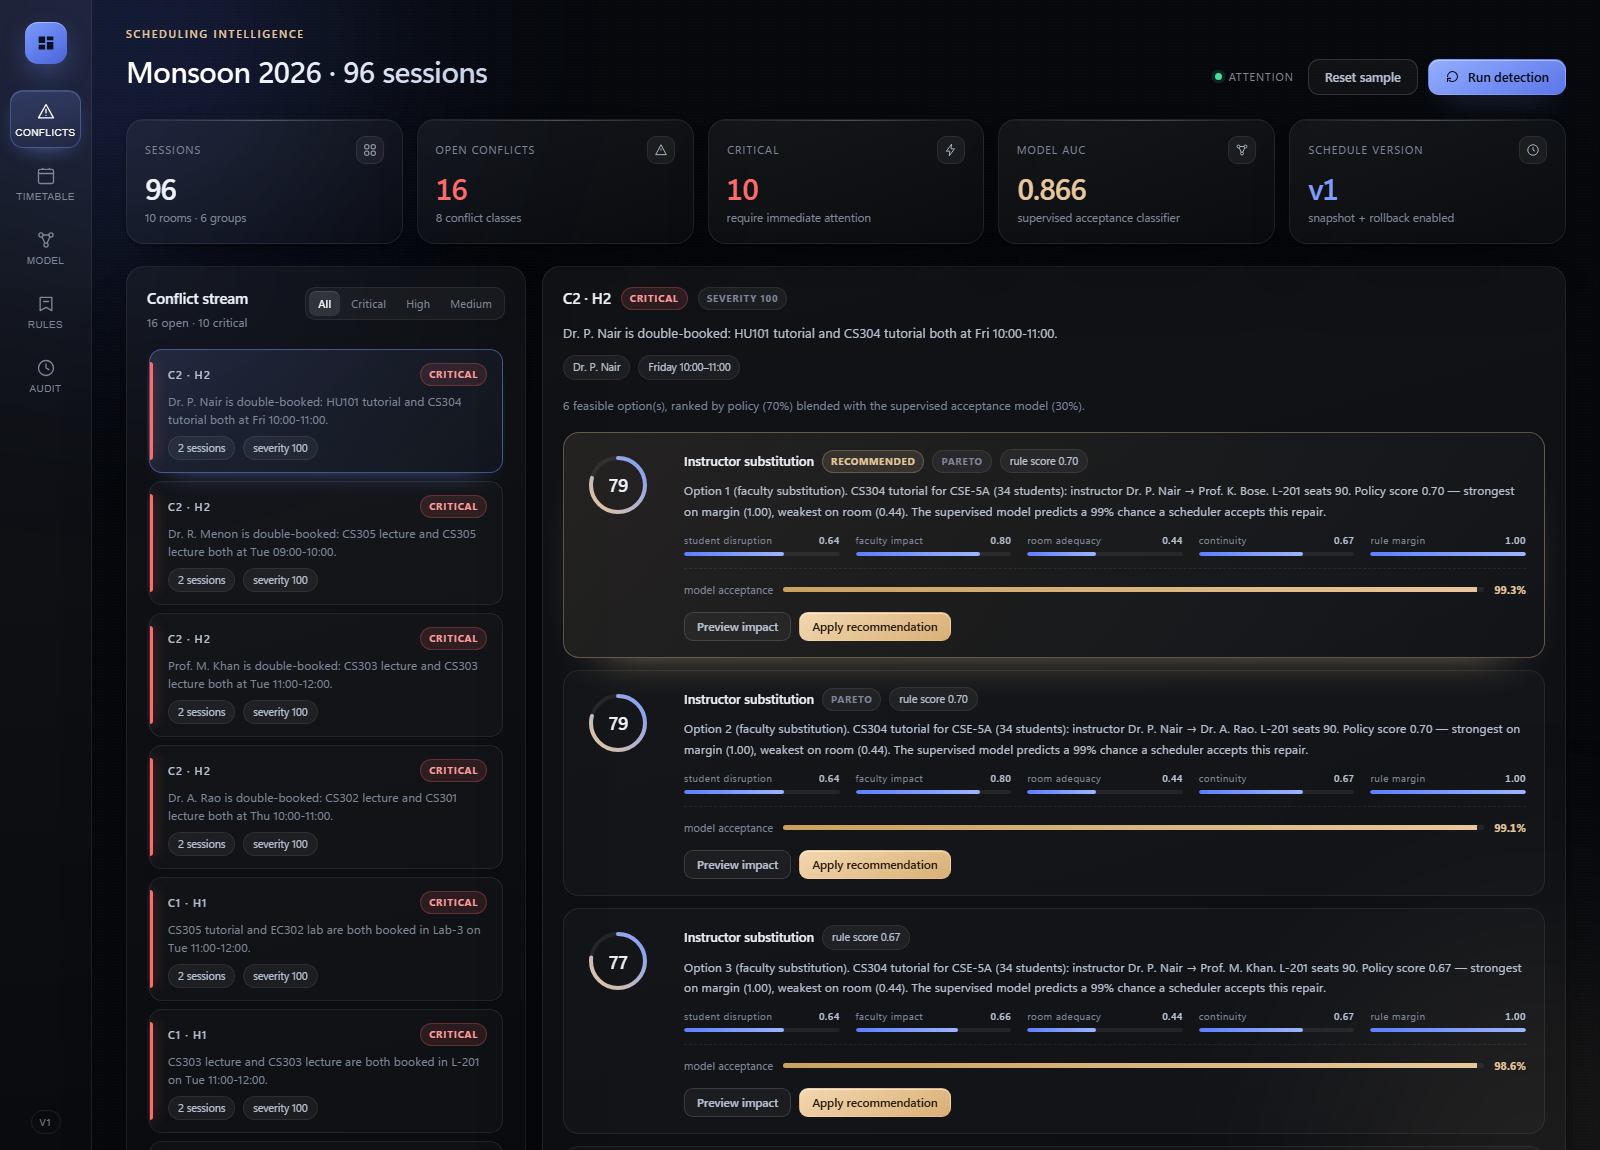 CONFLICTS
TIMETABLE
MODEL
RULES
AUDIT
V1
SCHEDULING INTELLIGENCE
Monsoon 2026 · 96 sessions
ATTENTION
Reset sample
Run detection
SESSIONS
96
10 rooms · 6 groups
OPEN CONFLICTS
16
8 conflict classes
CRITICAL
10
require immediate attention
MODEL AUC
0.866
supervised acceptance classifier
SCHEDULE VERSION
v1
snapshot + rollback enabled
Conflict stream
16 open · 10 critical
All Critical High Medium
C2 · H2 CRITICAL
Dr. P. Nair is double-booked: HU101 tutorial and CS304
tutorial both at Fri 10:00-11:00.
2 sessions severity 100
C2 · H2 CRITICAL
Dr. R. Menon is double-booked: CS305 lecture and CS305
lecture both at Tue 09:00-10:00.
2 sessions severity 100
C2 · H2 CRITICAL
Prof. M. Khan is double-booked: CS303 lecture and CS303
lecture both at Tue 11:00-12:00.
2 sessions severity 100
C2 · H2 CRITICAL
Dr. A. Rao is double-booked: CS302 lecture and CS301
lecture both at Thu 10:00-11:00.
2 sessions severity 100
C1 · H1 CRITICAL
CS305 tutorial and EC302 lab are both booked in Lab-3 on
Tue 11:00-12:00.
2 sessions severity 100
C1 · H1 CRITICAL
CS303 lecture and CS303 lecture are both booked in L-201
on Tue 11:00-12:00.
2 sessions severity 100
C2 · H2 CRITICAL SEVERITY 100
Dr. P. Nair is double-booked: HU101 tutorial and CS304 tutorial both at Fri 10:00-11:00.
Dr. P. Nair Friday 10:00–11:00
6 feasible option(s), ranked by policy (70%) blended with the supervised acceptance model (30%).
79
Instructor substitution RECOMMENDED PARETO rule score 0.70
Option 1 (faculty substitution). CS304 tutorial for CSE-5A (34 students): instructor Dr. P. Nair → Prof. K. Bose. L-201 seats 90. Policy score 0.70 — strongest
on margin (1.00), weakest on room (0.44). The supervised model predicts a 99% chance a scheduler accepts this repair.
student disruption 0.64 faculty impact 0.80 room adequacy 0.44 continuity 0.67 rule margin 1.00
model acceptance 99.3%
Preview impact Apply recommendation
79
Instructor substitution PARETO rule score 0.70
Option 2 (faculty substitution). CS304 tutorial for CSE-5A (34 students): instructor Dr. P. Nair → Dr. A. Rao. L-201 seats 90. Policy score 0.70 — strongest on
margin (1.00), weakest on room (0.44). The supervised model predicts a 99% chance a scheduler accepts this repair.
student disruption 0.64 faculty impact 0.80 room adequacy 0.44 continuity 0.67 rule margin 1.00
model acceptance 99.1%
Preview impact Apply recommendation
77
Instructor substitution rule score 0.67
Option 3 (faculty substitution). CS304 tutorial for CSE-5A (34 students): instructor Dr. P. Nair → Prof. M. Khan. L-201 seats 90. Policy score 0.67 — strongest
on margin (1.00), weakest on room (0.44). The supervised model predicts a 99% chance a scheduler accepts this repair.
student disruption 0.64 faculty impact 0.66 room adequacy 0.44 continuity 0.67 rule margin 1.00
model acceptance 98.6%
Preview impact Apply recommendation